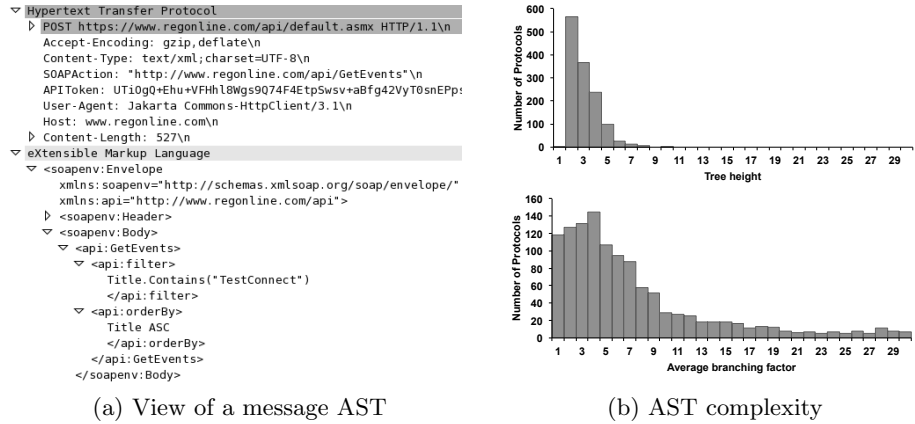 Hypertext Transfer Protocol
POST https://www.regonline.com/api/default.asmx HTTP/1.1\n
Accept-Encoding: gzip,deflate\n
Content-Type: text/xml;charset=UTF-8\n
SOAPAction: "http://www.regonline.com/api/GetEvents"\n
APIToken: UTiOgQ+Ehu+VFHhl8Wgs9Q74F4EtpSwsv+aBfg42VyT0snEPps
User-Agent: Jakarta Commons-HttpClient/3.1\n
Host: www.regonline.com\n
Content-Length: 527\n
eXtensible Markup Language
<soapenv:Envelope
xmlns:soapenv="http://schemas.xmlsoap.org/soap/envelope/"
xmlns:api="http://www.regonline.com/api">
<soapenv:Header>
<soapenv:Body>
<api:GetEvents>
<api:filter>
Title.Contains("TestConnect")
</api:filter>
<api:orderBy>
Title ASC
</api:orderBy>
</api:GetEvents>
</soapenv:Body>
(a) View of a message AST
Number of Protocols
600
500
400
300
200
100
0
1 3 5 7 9 11 13 15 17 19 21 23 25 27 29
Tree height
Number of Protocols
160
140
120
100
80
60
40
20
0
1 3 5 7 9 11 13 15 17 19 21 23 25 27 29
Average branching factor
(b) AST complexity